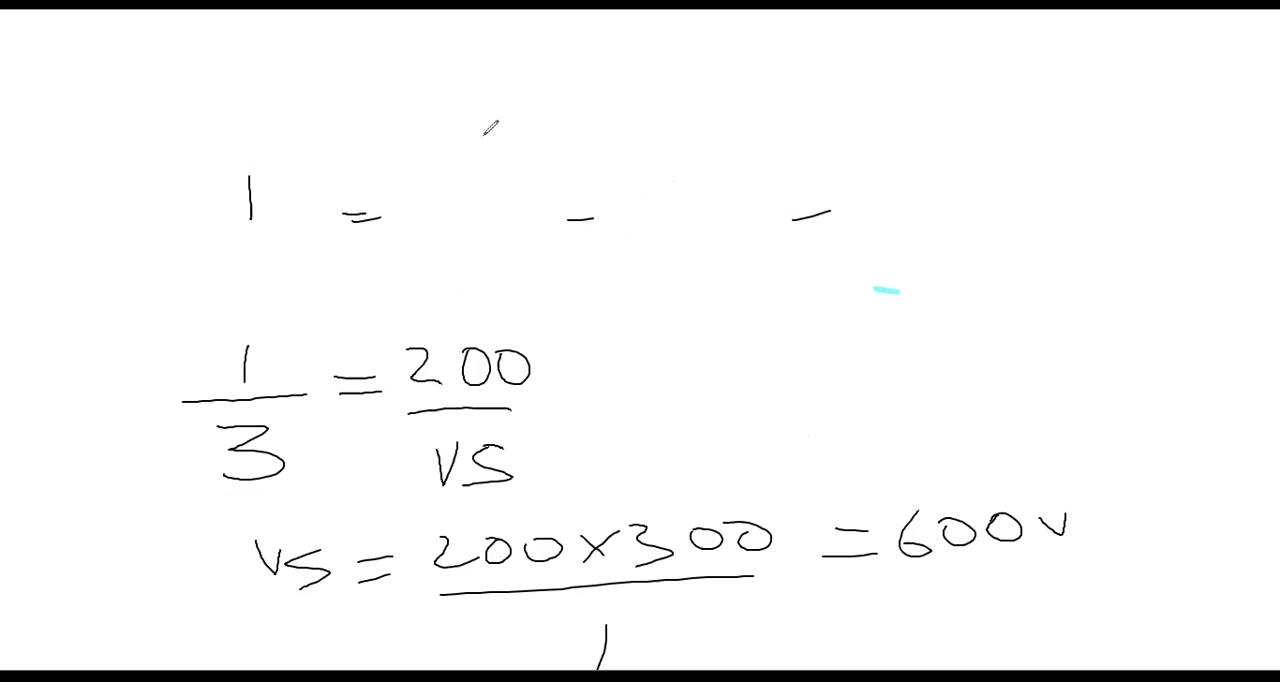 1 = - -
1/3 = 200/VS
VS = 200x300/1 = 600v